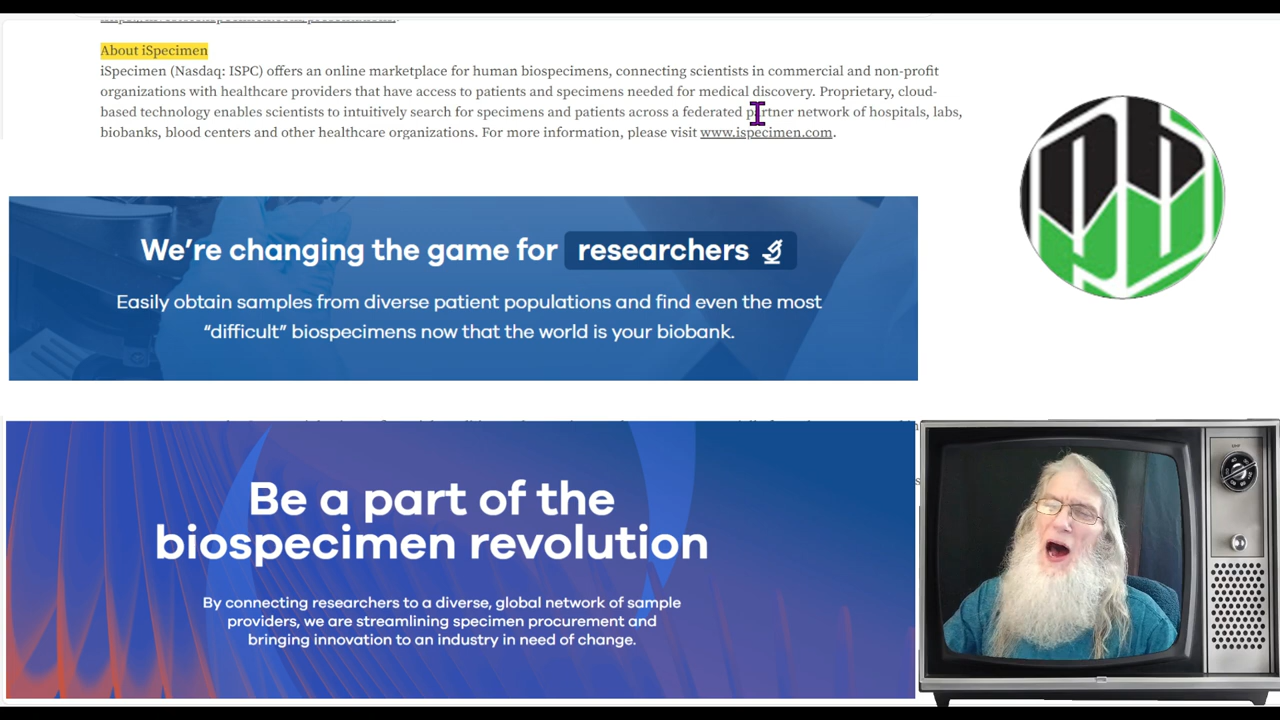 About iSpecimen
iSpecimen (Nasdaq: ISPC) offers an online marketplace for human biospecimens, connecting scientists in commercial and non-profit
organizations with healthcare providers that have access to patients and specimens needed for medical discovery. Proprietary, cloud-
based technology enables scientists to intuitively search for specimens and patients across a federated partner network of hospitals, labs,
biobanks, blood centers and other healthcare organizations. For more information, please visit www.ispecimen.com.
We’re changing the game for researchers
Easily obtain samples from diverse patient populations and find even the most
“difficult” biospecimens now that the world is your biobank.
Be a part of the
biospecimen revolution
By connecting researchers to a diverse, global network of sample
providers, we are streamlining specimen procurement and
bringing innovation to an industry in need of change.